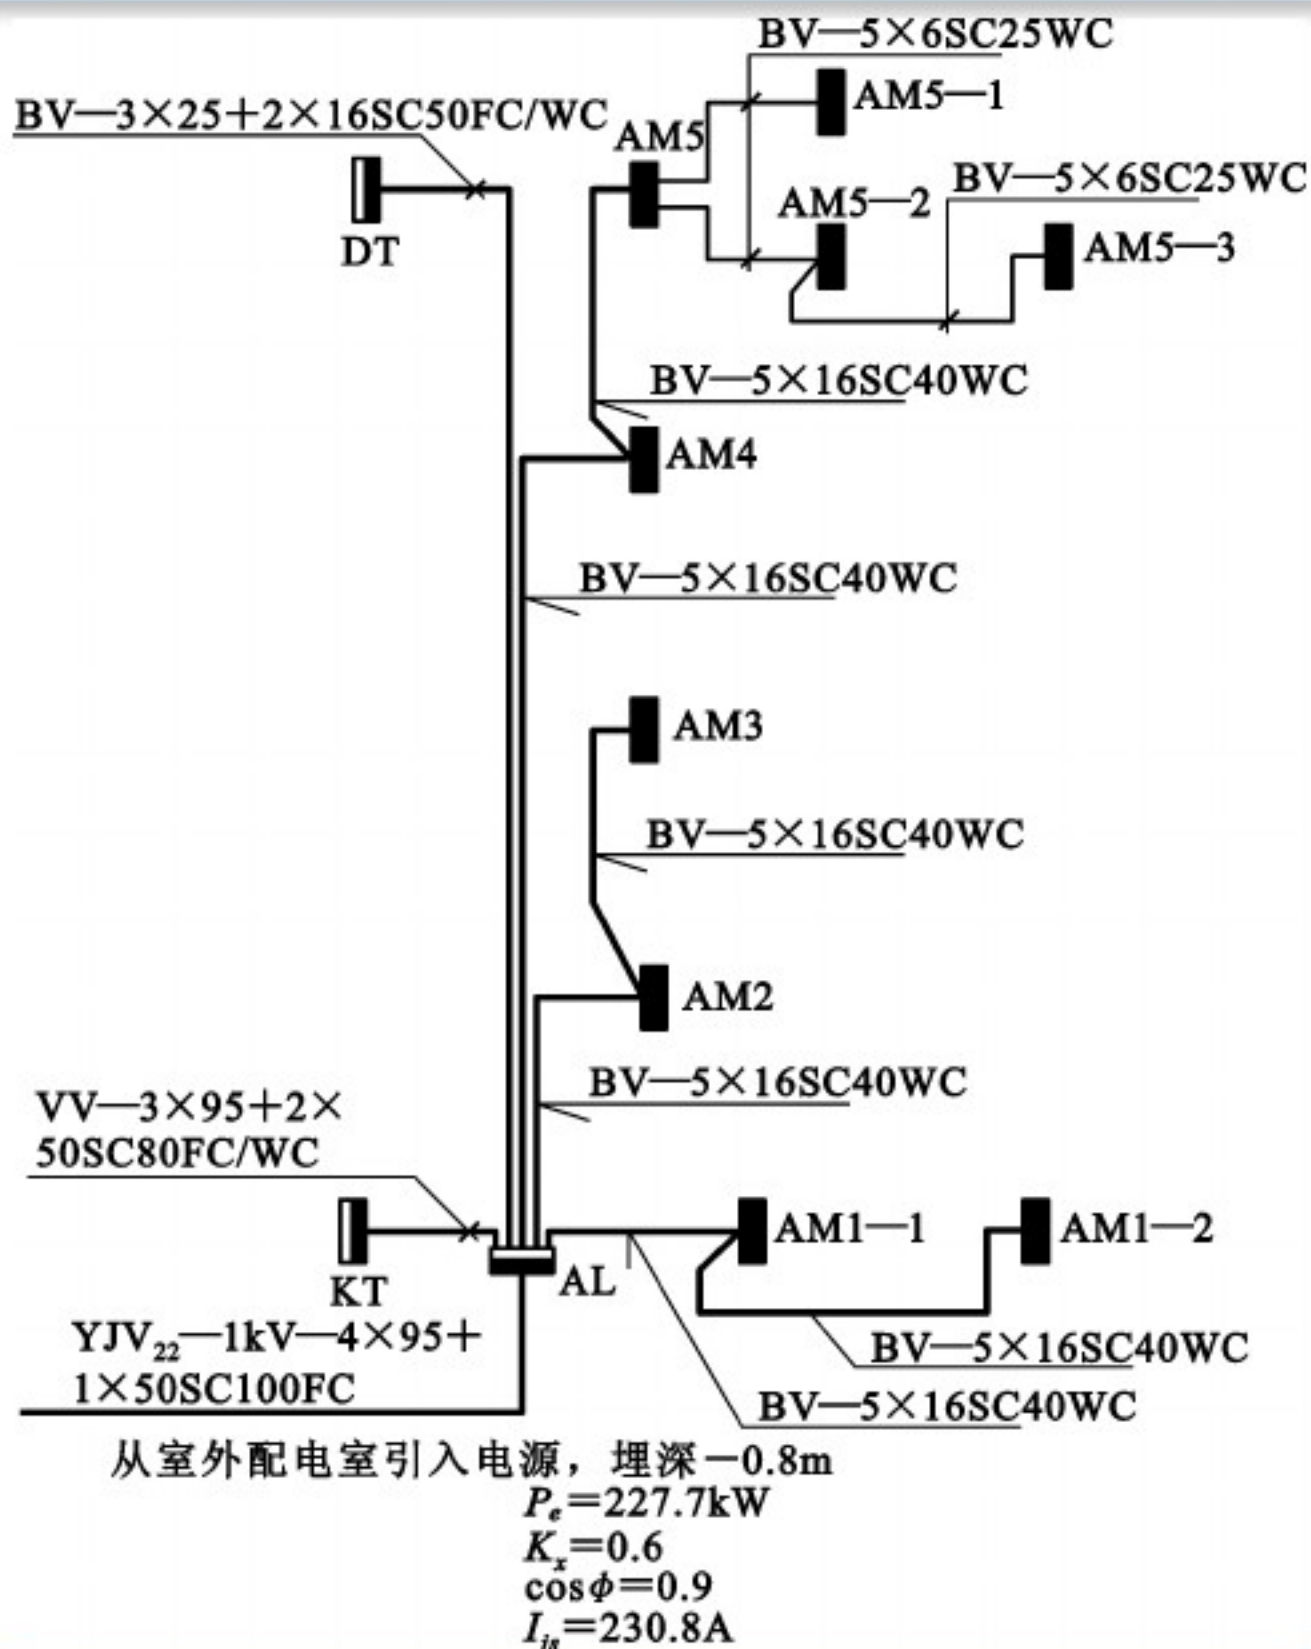 BV—5×6SC25WC
AM5—1
BV—3×25+2×16SC50FC/WC
AM5
DT
BV—5×6SC25WC
AM5—2
AM5—3
BV—5×16SC40WC
AM4
BV—5×16SC40WC
AM3
BV—5×16SC40WC
AM2
BV—5×16SC40WC
VV—3×95+2×
50SC80FC/WC
KT
AL
AM1—1
AM1—2
YJV₂₂—1kV—4×95+
1×50SC100FC
BV—5×16SC40WC
BV—5×16SC40WC
从室外配电室引入电源，埋深－0.8m
Pₑ=227.7kW
Kₓ=0.6
cosΦ=0.9
I_js=230.8A